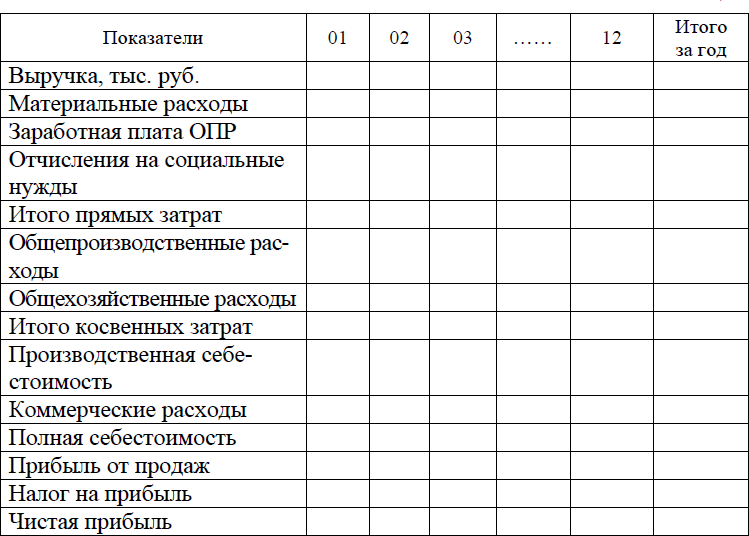 Показатели 01 02 03 …… 12 Итого
за год
Выручка, тыс. руб.
Материальные расходы
Заработная плата ОПР
Отчисления на социальные
нужды
Итого прямых затрат
Общепроизводственные рас-
ходы
Общехозяйственные расходы
Итого косвенных затрат
Производственная себе-
стоимость
Коммерческие расходы
Полная себестоимость
Прибыль от продаж
Налог на прибыль
Чистая прибыль